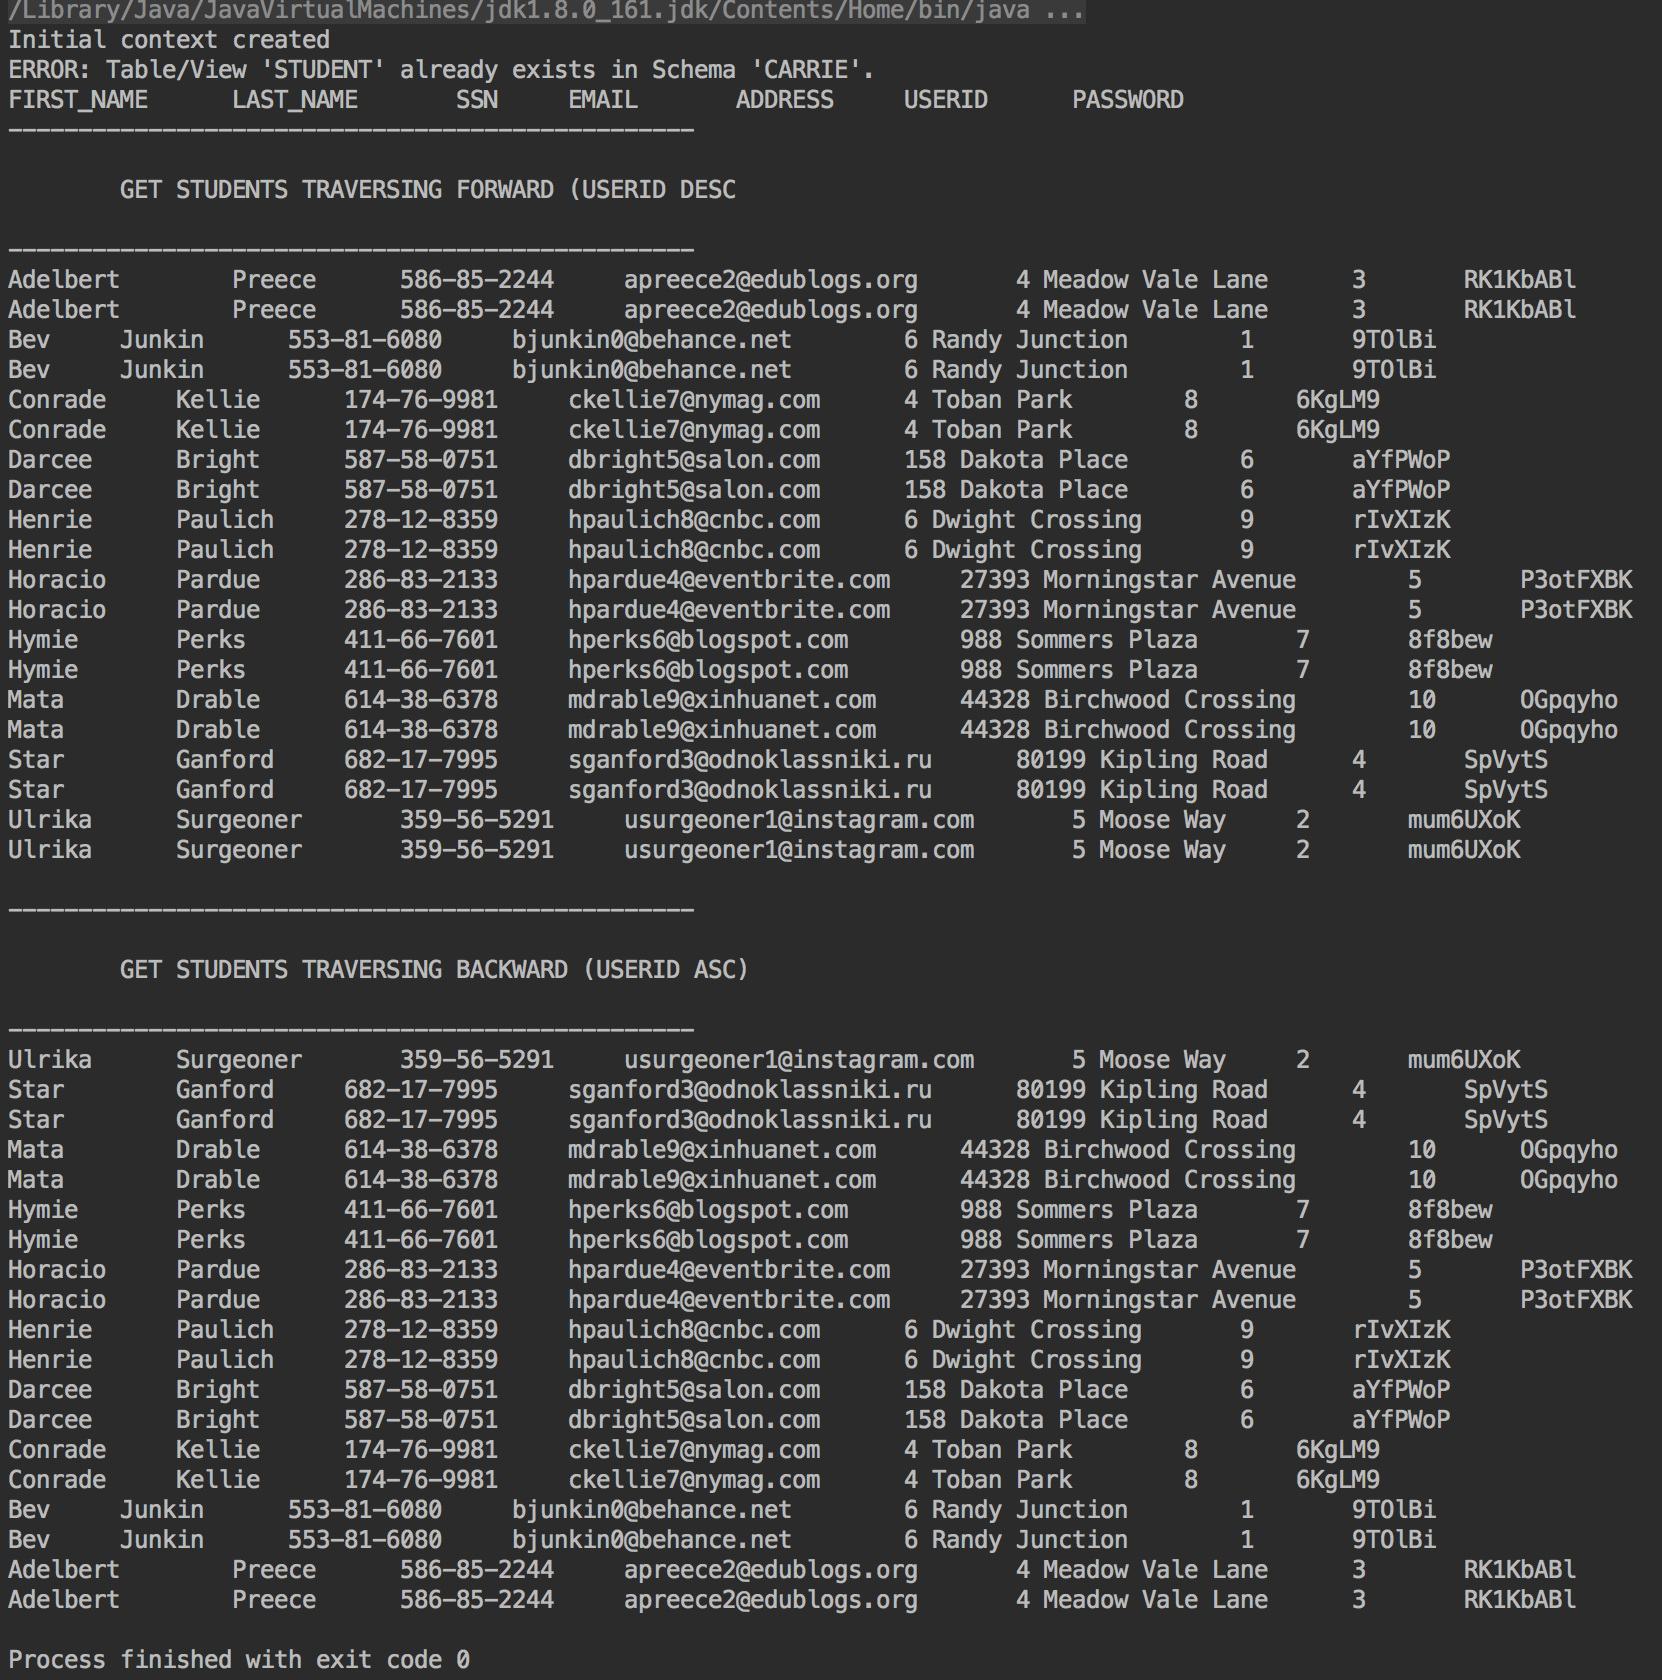 /Library/Java/JavaVirtualMachines/jdk1.8.0_161.jdk/Contents/Home/bin/java ...
Initial context created
ERROR: Table/View 'STUDENT' already exists in Schema 'CARRIE'.
FIRST_NAME      LAST_NAME       SSN     EMAIL       ADDRESS     USERID      PASSWORD
-------------------------------------------------
GET STUDENTS TRAVERSING FORWARD (USERID DESC
-------------------------------------------------
Adelbert        Preece      586-85-2244     apreece2@edublogs.org       4 Meadow Vale Lane      3       RK1KbABl
Adelbert        Preece      586-85-2244     apreece2@edublogs.org       4 Meadow Vale Lane      3       RK1KbABl
Bev     Junkin      553-81-6080     bjunkin0@behance.net        6 Randy Junction        1       9TOlBi
Bev     Junkin      553-81-6080     bjunkin0@behance.net        6 Randy Junction        1       9TOlBi
Conrade     Kellie      174-76-9981     ckellie7@nymag.com      4 Toban Park        8       6KgLM9
Conrade     Kellie      174-76-9981     ckellie7@nymag.com      4 Toban Park        8       6KgLM9
Darcee      Bright      587-58-0751     dbright5@salon.com      158 Dakota Place        6       aYfPWoP
Darcee      Bright      587-58-0751     dbright5@salon.com      158 Dakota Place        6       aYfPWoP
Henrie      Paulich     278-12-8359     hpaulich8@cnbc.com      6 Dwight Crossing       9       rIvXIzK
Henrie      Paulich     278-12-8359     hpaulich8@cnbc.com      6 Dwight Crossing       9       rIvXIzK
Horacio     Pardue      286-83-2133     hpardue4@eventbrite.com     27393 Morningstar Avenue        5       P3otFXBK
Horacio     Pardue      286-83-2133     hpardue4@eventbrite.com     27393 Morningstar Avenue        5       P3otFXBK
Hymie       Perks       411-66-7601     hperks6@blogspot.com        988 Sommers Plaza       7       8f8bew
Hymie       Perks       411-66-7601     hperks6@blogspot.com        988 Sommers Plaza       7       8f8bew
Mata        Drable      614-38-6378     mdrable9@xinhuanet.com      44328 Birchwood Crossing        10      OGpqyho
Mata        Drable      614-38-6378     mdrable9@xinhuanet.com      44328 Birchwood Crossing        10      OGpqyho
Star        Ganford     682-17-7995     sganford3@odnoklassniki.ru      80199 Kipling Road      4       SpVytS
Star        Ganford     682-17-7995     sganford3@odnoklassniki.ru      80199 Kipling Road      4       SpVytS
Ulrika      Surgeoner       359-56-5291     usurgeoner1@instagram.com       5 Moose Way     2       mum6UXoK
Ulrika      Surgeoner       359-56-5291     usurgeoner1@instagram.com       5 Moose Way     2       mum6UXoK
-------------------------------------------------
GET STUDENTS TRAVERSING BACKWARD (USERID ASC)
-------------------------------------------------
Ulrika      Surgeoner       359-56-5291     usurgeoner1@instagram.com       5 Moose Way     2       mum6UXoK
Star        Ganford     682-17-7995     sganford3@odnoklassniki.ru      80199 Kipling Road      4       SpVytS
Star        Ganford     682-17-7995     sganford3@odnoklassniki.ru      80199 Kipling Road      4       SpVytS
Mata        Drable      614-38-6378     mdrable9@xinhuanet.com      44328 Birchwood Crossing        10      OGpqyho
Mata        Drable      614-38-6378     mdrable9@xinhuanet.com      44328 Birchwood Crossing        10      OGpqyho
Hymie       Perks       411-66-7601     hperks6@blogspot.com        988 Sommers Plaza       7       8f8bew
Hymie       Perks       411-66-7601     hperks6@blogspot.com        988 Sommers Plaza       7       8f8bew
Horacio     Pardue      286-83-2133     hpardue4@eventbrite.com     27393 Morningstar Avenue        5       P3otFXBK
Horacio     Pardue      286-83-2133     hpardue4@eventbrite.com     27393 Morningstar Avenue        5       P3otFXBK
Henrie      Paulich     278-12-8359     hpaulich8@cnbc.com      6 Dwight Crossing       9       rIvXIzK
Henrie      Paulich     278-12-8359     hpaulich8@cnbc.com      6 Dwight Crossing       9       rIvXIzK
Darcee      Bright      587-58-0751     dbright5@salon.com      158 Dakota Place        6       aYfPWoP
Darcee      Bright      587-58-0751     dbright5@salon.com      158 Dakota Place        6       aYfPWoP
Conrade     Kellie      174-76-9981     ckellie7@nymag.com      4 Toban Park        8       6KgLM9
Conrade     Kellie      174-76-9981     ckellie7@nymag.com      4 Toban Park        8       6KgLM9
Bev     Junkin      553-81-6080     bjunkin0@behance.net        6 Randy Junction        1       9TOlBi
Bev     Junkin      553-81-6080     bjunkin0@behance.net        6 Randy Junction        1       9TOlBi
Adelbert        Preece      586-85-2244     apreece2@edublogs.org       4 Meadow Vale Lane      3       RK1KbABl
Adelbert        Preece      586-85-2244     apreece2@edublogs.org       4 Meadow Vale Lane      3       RK1KbABl
Process finished with exit code 0